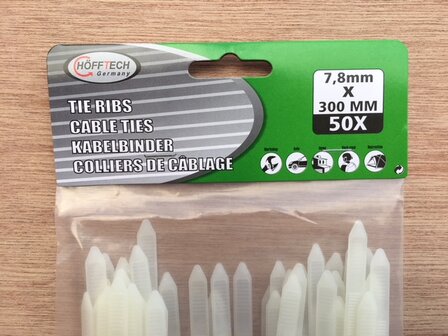 HÖFFTECH
Germany
TIE RIBS
CABLE TIES
KABELBINDER
COLLIERS DE CÂBLAGE
7,8mm
X
300 MM
50X